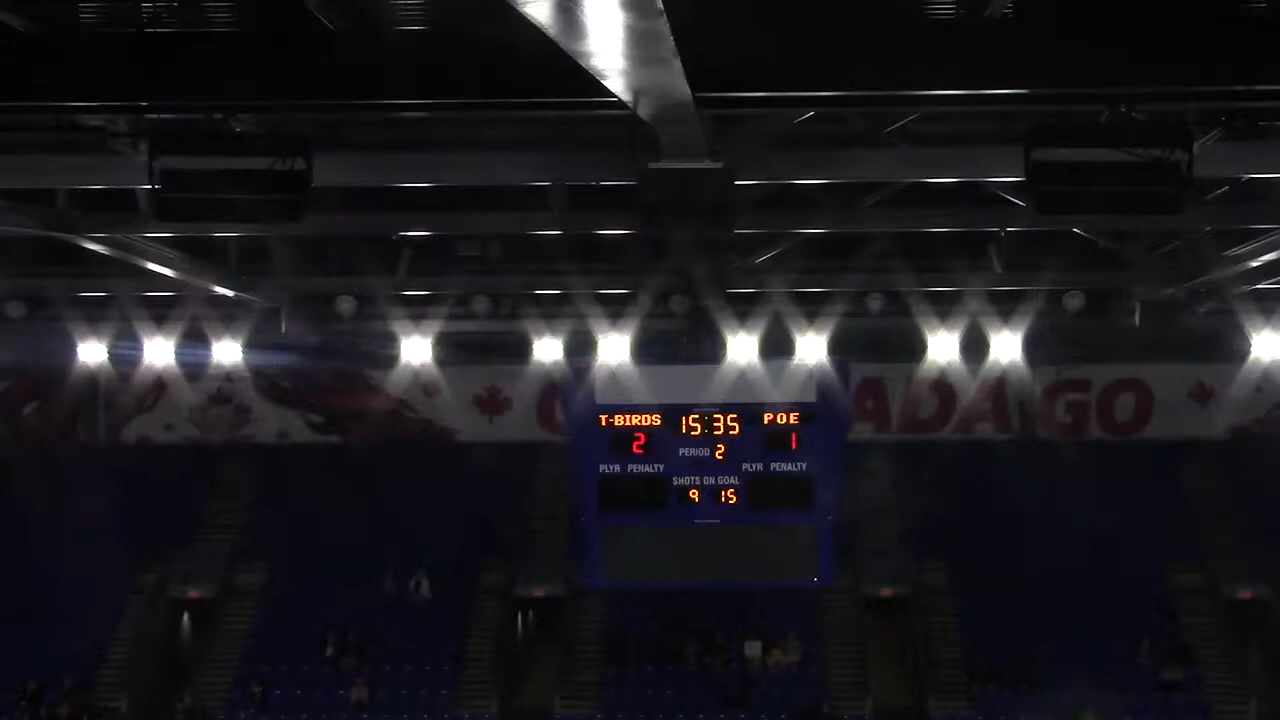 ADA GO
T-BIRDS 15:35 POE
2 PERIOD 2 1
PLYR PENALTY PLYR PENALTY
SHOTS ON GOAL
9 15